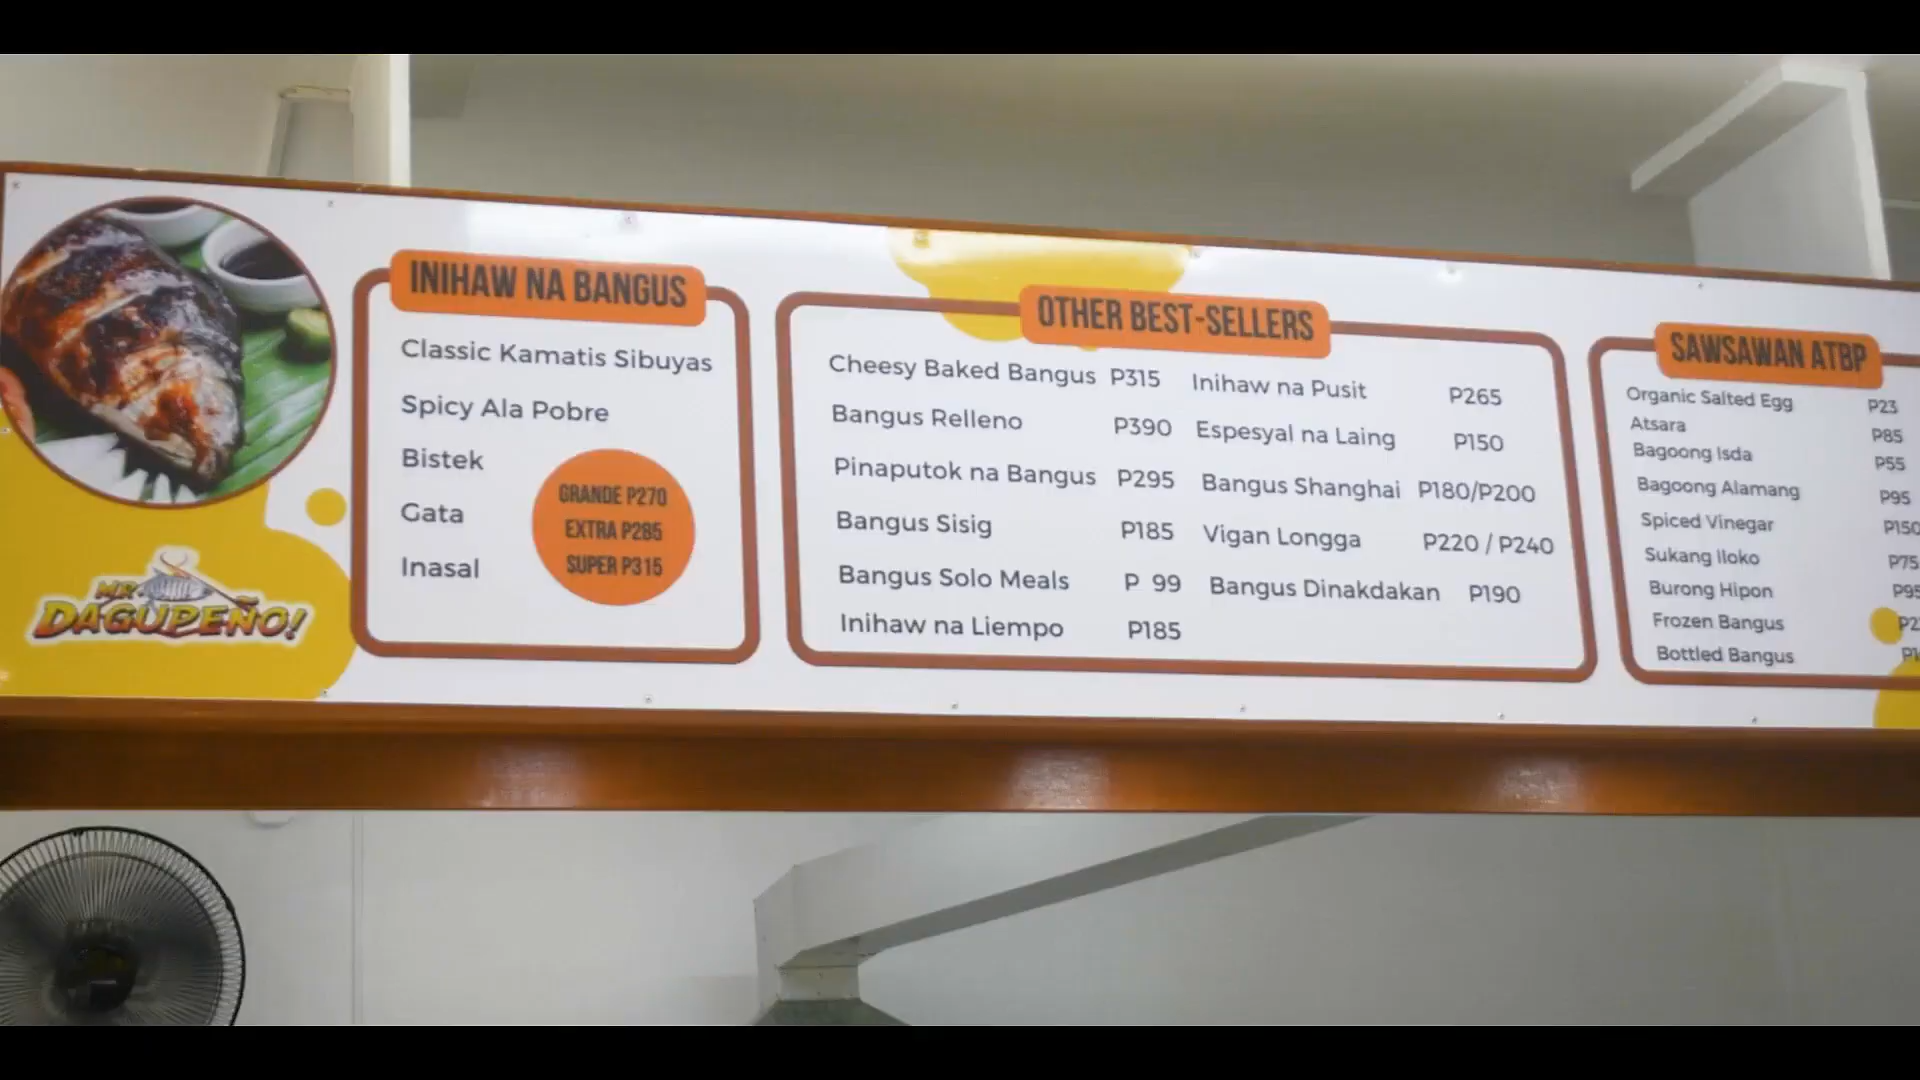 MR. DAGUPEÑO!
INIHAW NA BANGUS
Classic Kamatis Sibuyas
Spicy Ala Pobre
Bistek
Gata
Inasal
GRANDE P270
EXTRA P285
SUPER P315
OTHER BEST-SELLERS
Cheesy Baked Bangus P315
Bangus Relleno P390
Pinaputok na Bangus P295
Bangus Sisig P185
Bangus Solo Meals P 99
Inihaw na Liempo P185
Inihaw na Pusit P265
Espesyal na Laing P150
Bangus Shanghai P180/P200
Vigan Longga P220 / P240
Bangus Dinakdakan P190
SAWSAWAN ATBP
Organic Salted Egg P23
Atsara P85
Bagoong Isda P55
Bagoong Alamang P95
Spiced Vinegar P150
Sukang Iloko P75
Burong Hipon P95
Frozen Bangus
Bottled Bangus